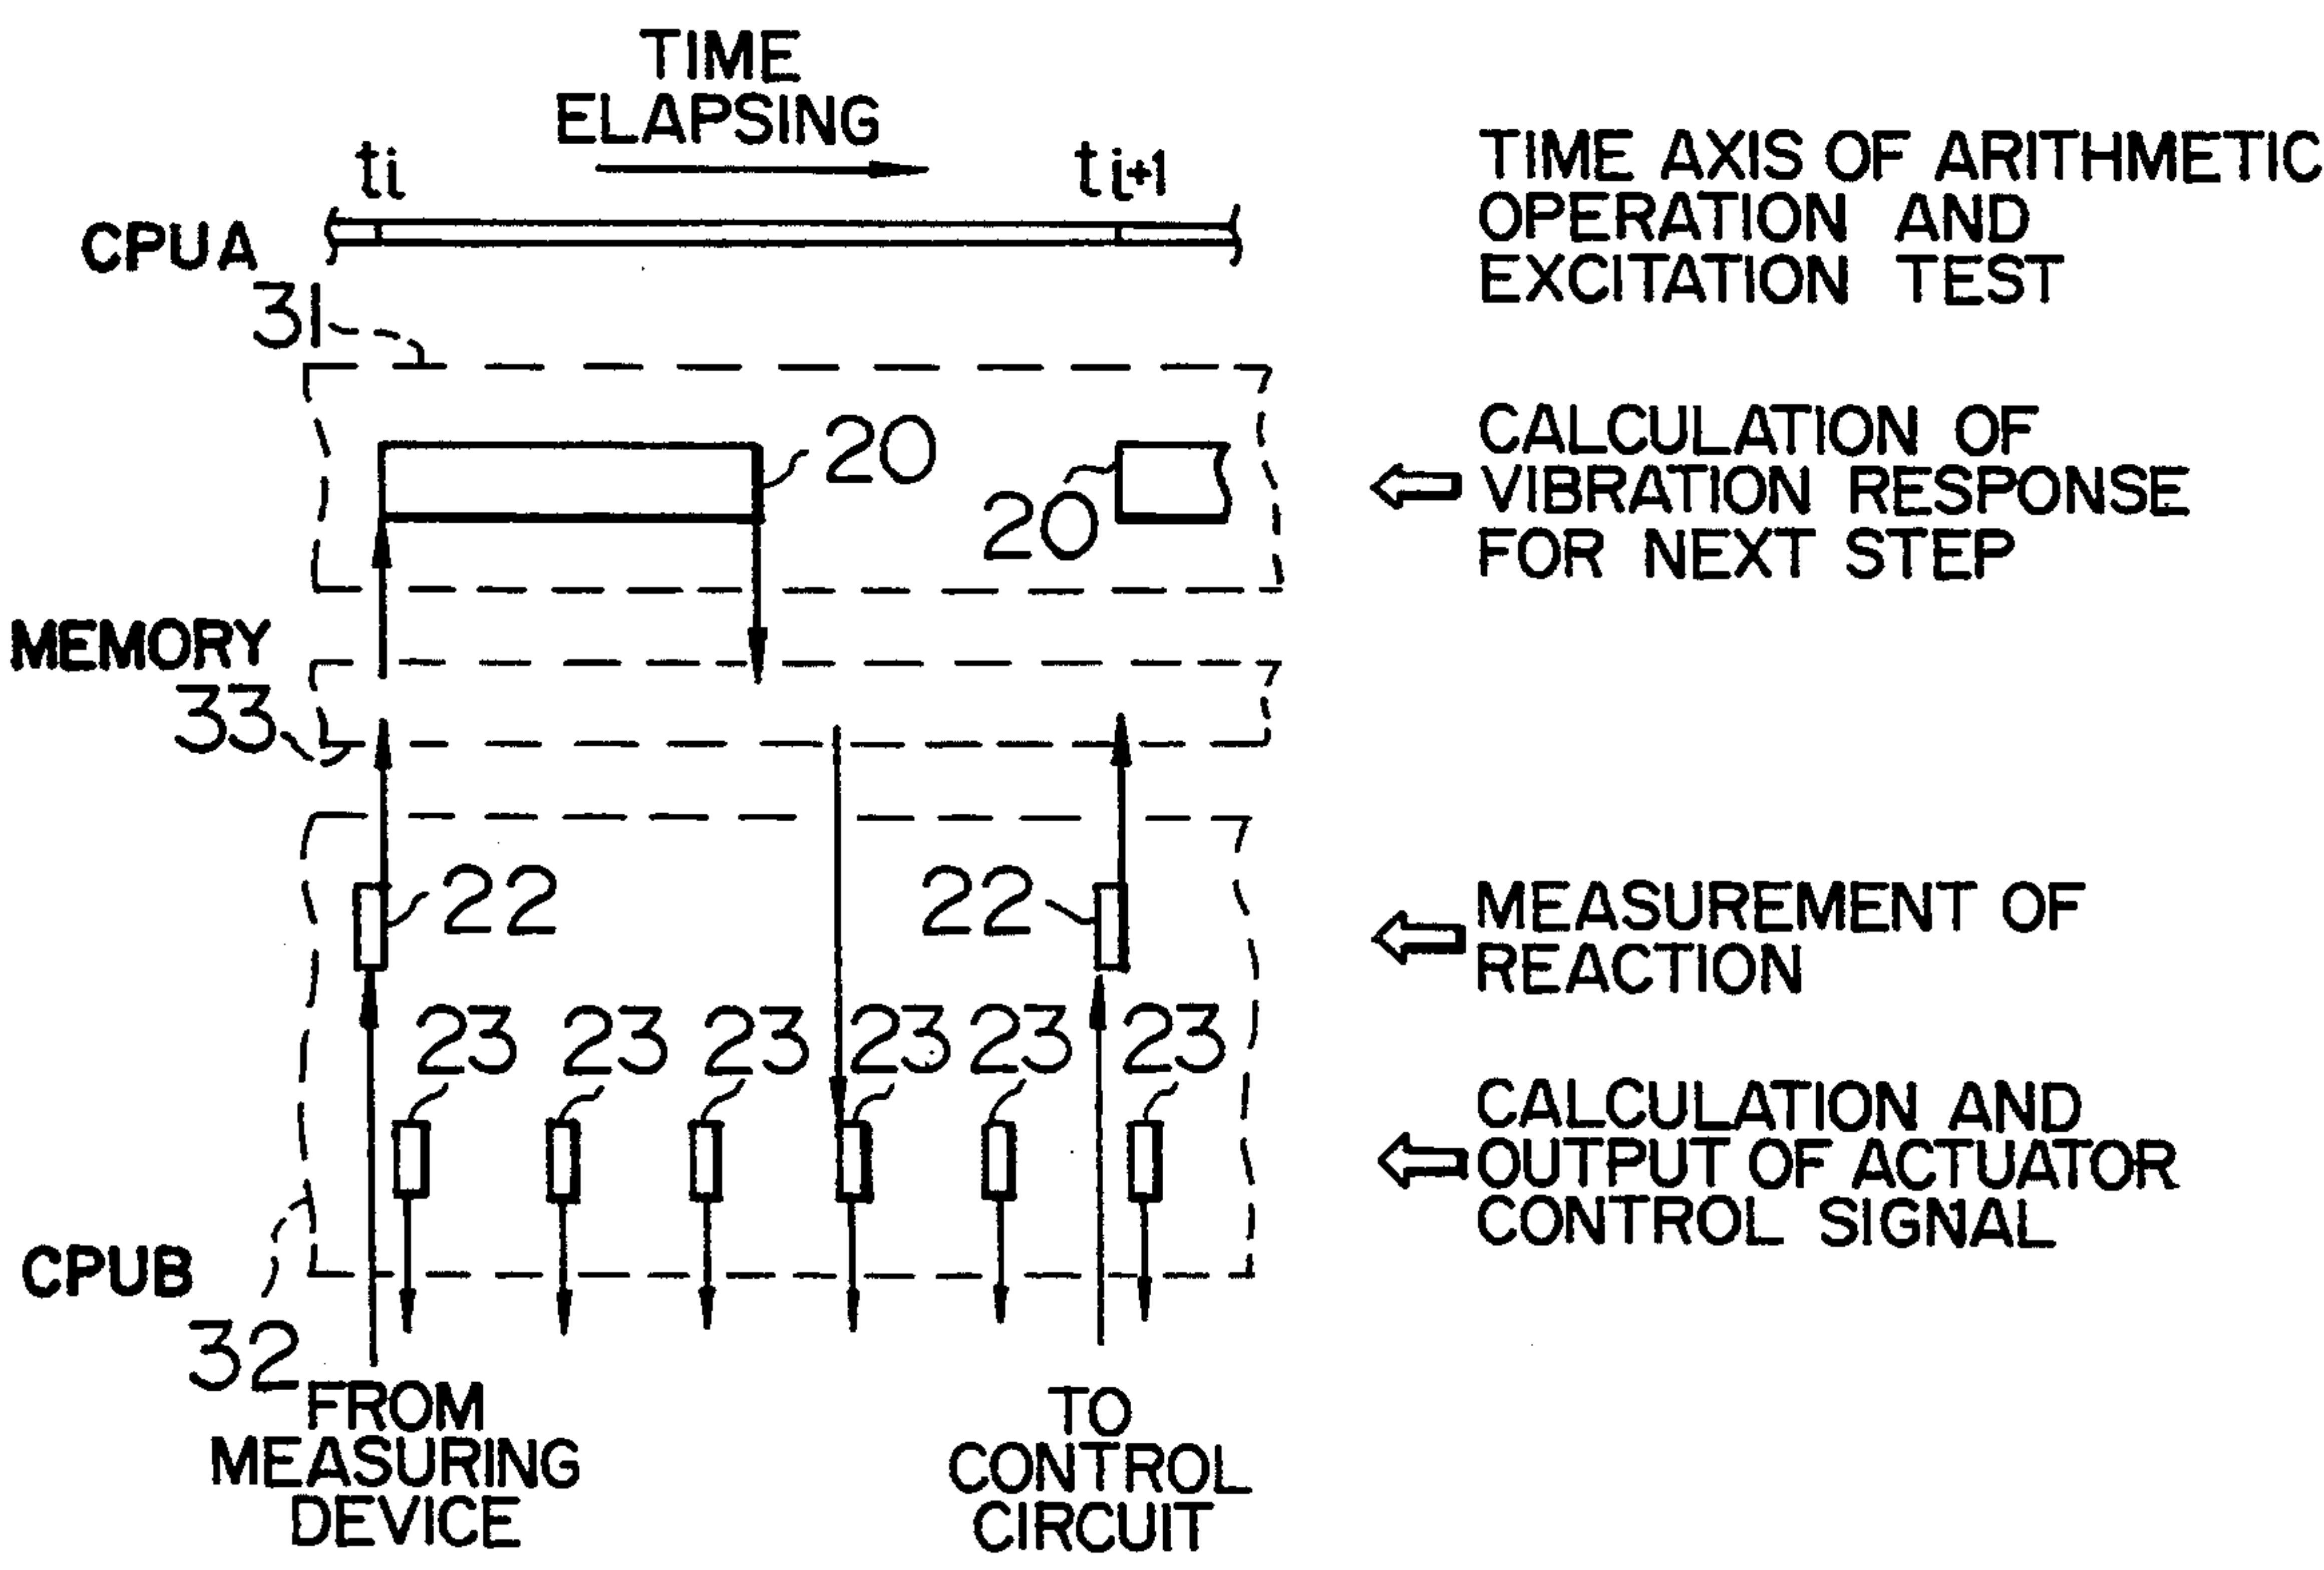 TIME
ELAPSING
ti
ti+1
TIME AXIS OF ARITHMETIC
OPERATION AND
EXCITATION TEST
CPUA
31
20
20
CALCULATION OF
VIBRATION RESPONSE
FOR NEXT STEP
MEMORY
33
22
22
MEASUREMENT OF
REACTION
23 23 23 23 23 23
CALCULATION AND
OUTPUT OF ACTUATOR
CONTROL SIGNAL
CPUB
32
FROM
MEASURING
DEVICE
TO
CONTROL
CIRCUIT